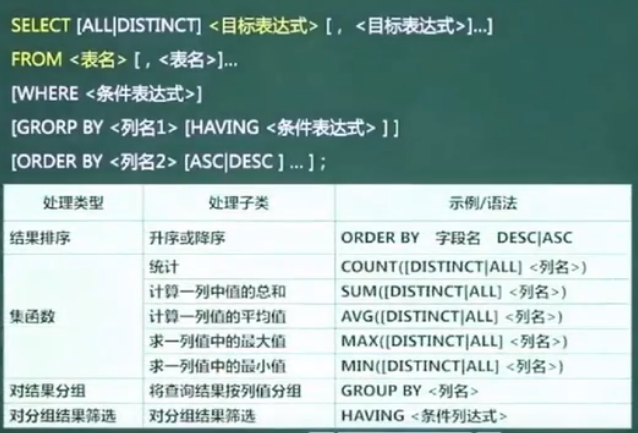 SELECT [ALL|DISTINCT] <目标表达式> [ , <目标表达式>]...]
FROM <表名> [ , <表名>]...
[WHERE <条件表达式>]
[GRORP BY <列名1> [HAVING <条件表达式> ] ]
[ORDER BY <列名2> [ASC|DESC ] ... ] ;
处理类型 处理子类 示例/语法
结果排序 升序或降序 ORDER BY 字段名 DESC|ASC
统计 COUNT([DISTINCT|ALL] <列名>)
计算一列中值的总和 SUM([DISTINCT|ALL] <列名>)
集函数 计算一列值的平均值 AVG([DISTINCT|ALL] <列名>)
求一列值中的最大值 MAX([DISTINCT|ALL] <列名>)
求一列值中的最小值 MIN([DISTINCT|ALL] <列名>)
对结果分组 将查询结果按列值分组 GROUP BY <列名>
对分组结果筛选 对分组结果筛选 HAVING <条件列达式>